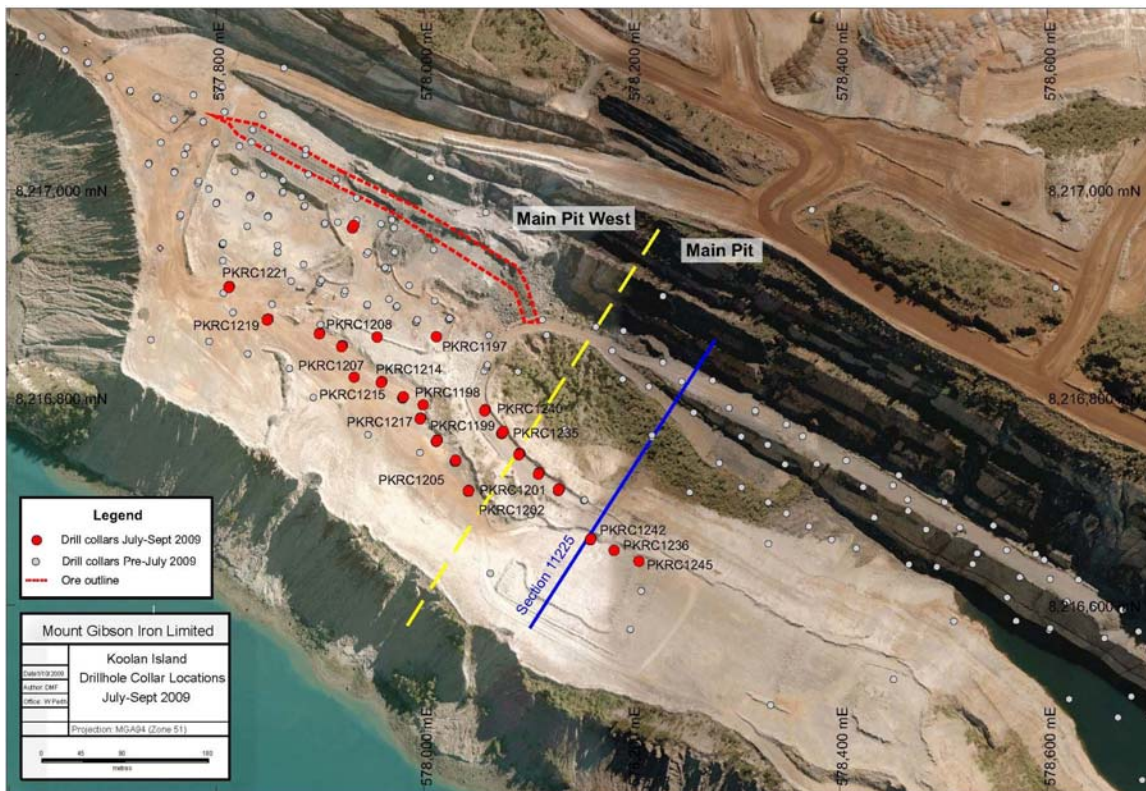 577,800 mE
578,000 mE
578,200 mE
578,400 mE
578,600 mE
8,217,000 mN
8,217,000 mN
Main Pit West
Main Pit
PKRC1221
PKRC1219
PKRC1208
PKRC1197
PKRC1207
PKRC1214
PKRC1215
PKRC1198
8,216,800 mN
8,216,800 mN
PKRC1217
PKRC1199
PKRC1240
PKRC1235
PKRC1205
PKRC1201
PKRC1202
PKRC1242
PKRC1236
PKRC1245
Section 11225
8,216,600 mN
Legend
Drill collars July-Sept 2009
Drill collars Pre-July 2009
Ore outline
Mount Gibson Iron Limited
Koolan Island
Drillhole Collar Locations
July-Sept 2009
Author: DMF
Office: W Perth
Projection: MGA94 (Zone 51)
0 45 90 180
metres
578,000 mE
578,200 mE
578,400 mE
578,600 mE